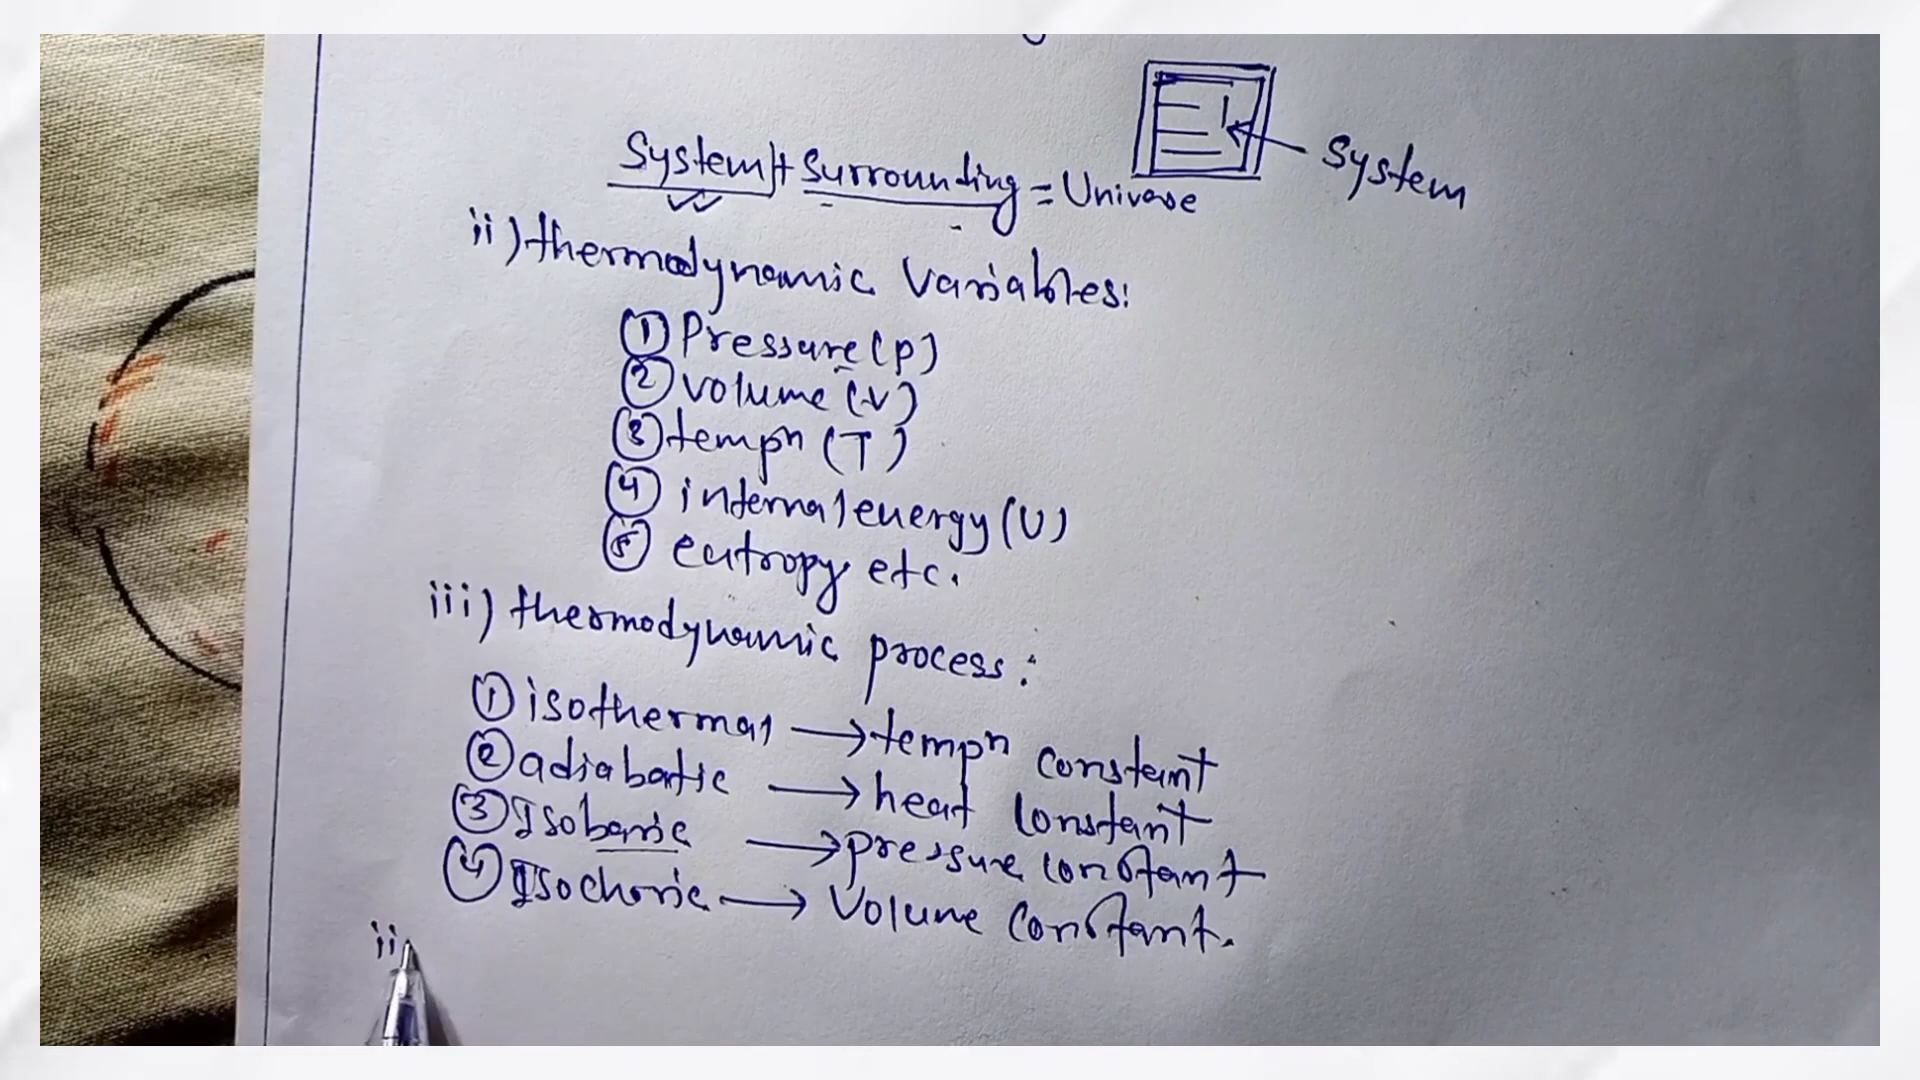 System
System + Surrounding = Universe
ii) thermodynamic variables:
① Pressure (P)
② volume (V)
③ tempn (T)
④ internal energy (U)
⑤ entropy etc.
iii) thermodynamic process:
① isothermal → tempn constant
② adiabatic → heat constant
③ Isobaric → pressure constant
④ Isochoric → Volume constant.
ii